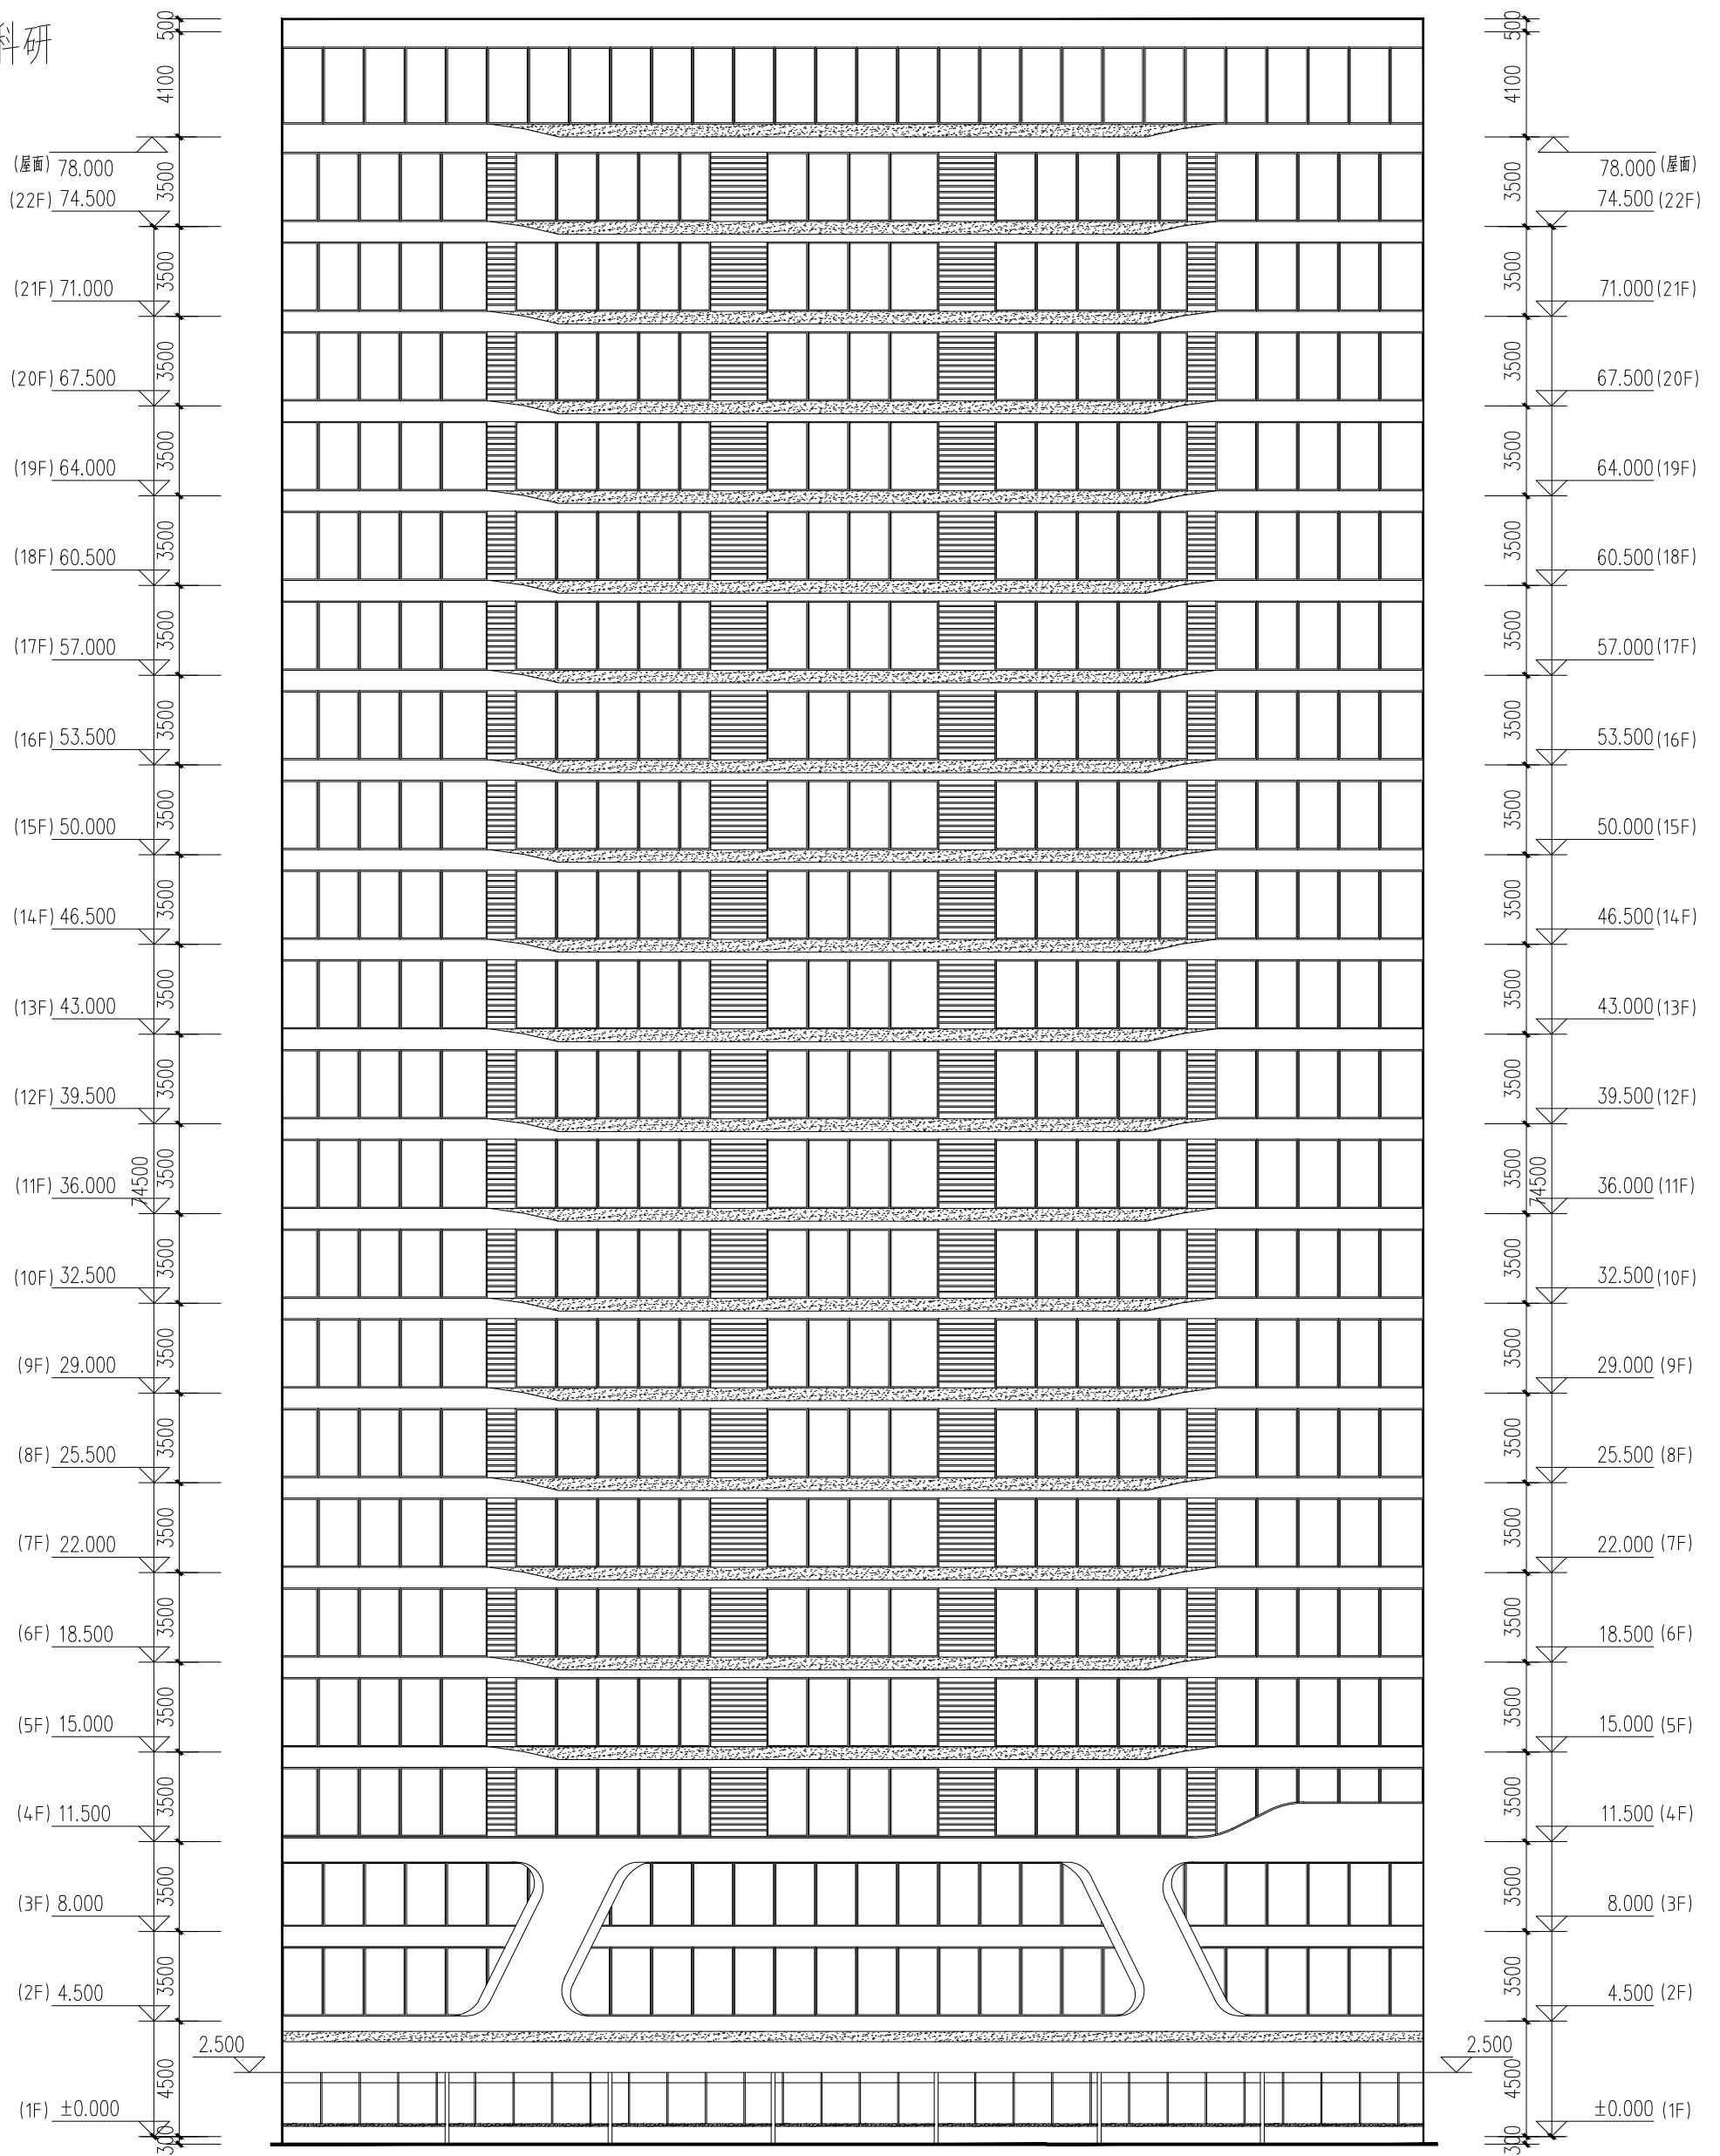 科研
500
500
4100
4100
(屋面) 78.000
78.000 (屋面)
3500
3500
(22F) 74.500
74.500 (22F)
3500
3500
(21F) 71.000
71.000 (21F)
3500
3500
(20F) 67.500
67.500 (20F)
3500
3500
(19F) 64.000
64.000 (19F)
3500
3500
(18F) 60.500
60.500 (18F)
3500
3500
(17F) 57.000
57.000 (17F)
3500
3500
(16F) 53.500
53.500 (16F)
3500
3500
(15F) 50.000
50.000 (15F)
3500
3500
(14F) 46.500
46.500 (14F)
3500
3500
(13F) 43.000
43.000 (13F)
3500
3500
(12F) 39.500
39.500 (12F)
3500
3500
74500
74500
(11F) 36.000
36.000 (11F)
3500
3500
(10F) 32.500
32.500 (10F)
3500
3500
(9F) 29.000
29.000 (9F)
3500
3500
(8F) 25.500
25.500 (8F)
3500
3500
(7F) 22.000
22.000 (7F)
3500
3500
(6F) 18.500
18.500 (6F)
3500
3500
(5F) 15.000
15.000 (5F)
3500
3500
(4F) 11.500
11.500 (4F)
3500
3500
(3F) 8.000
8.000 (3F)
3500
3500
(2F) 4.500
4.500 (2F)
2.500
2.500
4500
4500
(1F) ±0.000
±0.000 (1F)
300
300